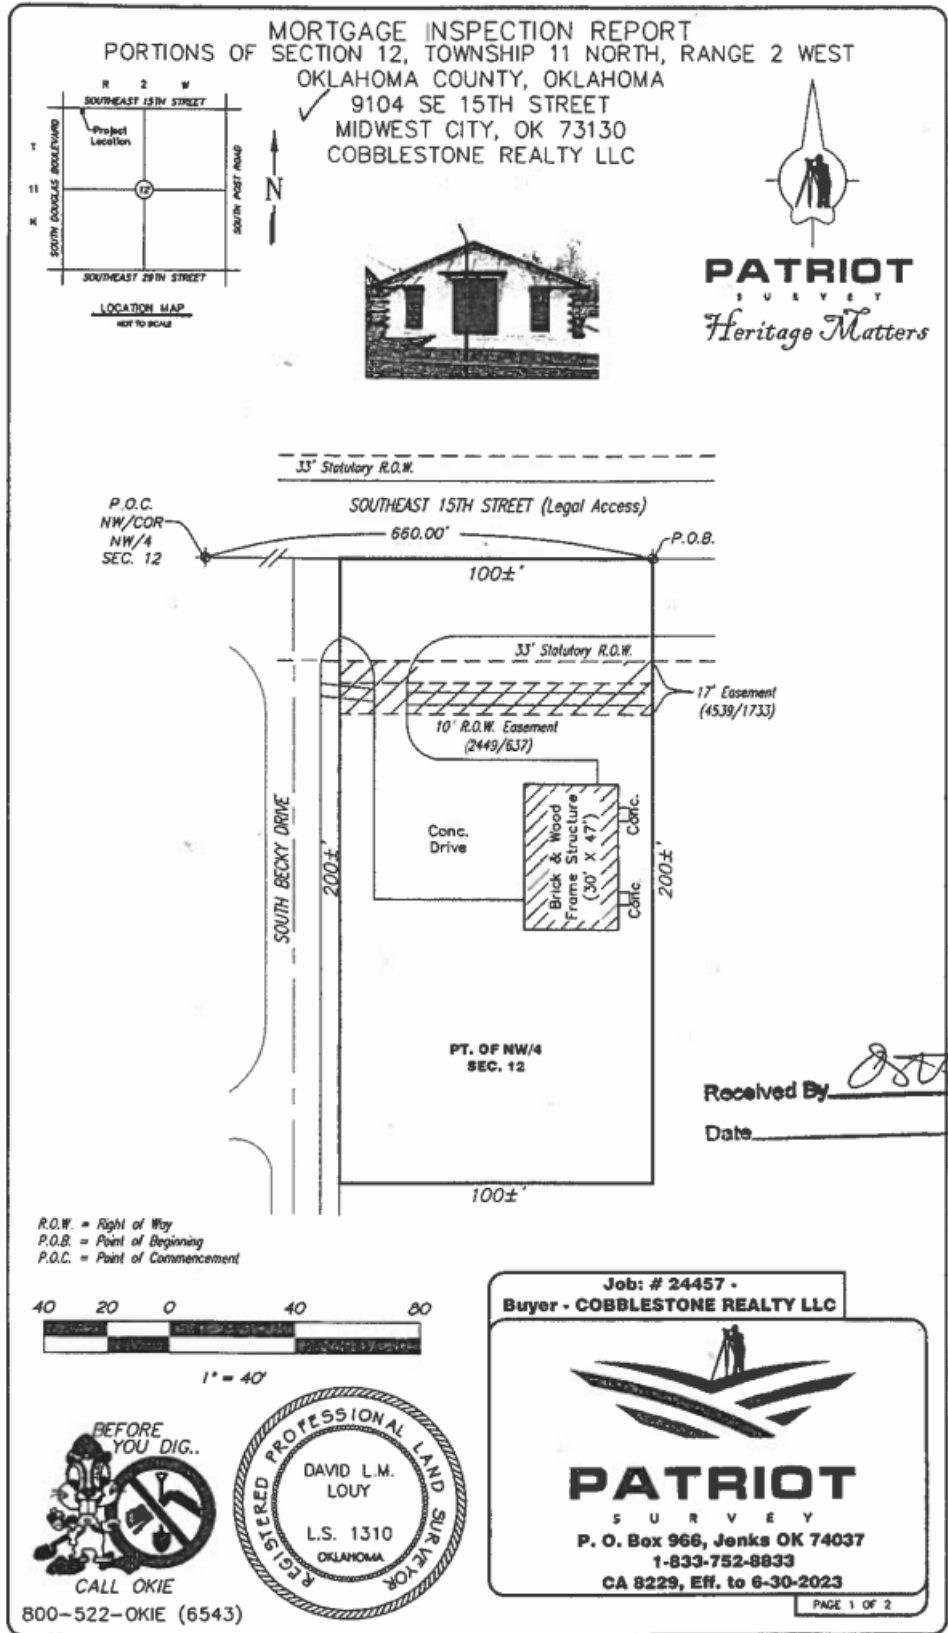 MORTGAGE INSPECTION REPORT
PORTIONS OF SECTION 12, TOWNSHIP 11 NORTH, RANGE 2 WEST
OKLAHOMA COUNTY, OKLAHOMA
9104 SE 15TH STREET
MIDWEST CITY, OK 73130
COBBLESTONE REALTY LLC
R 2 W
SOUTHEAST 15TH STREET
Project
Location
T
11
N
SOUTH DOUGLAS BOULEVARD
12
SOUTH POST ROAD
N
SOUTHEAST 29TH STREET
LOCATION MAP
NOT TO SCALE
PATRIOT
SURVEY
Heritage Matters
33' Statutory R.O.W.
SOUTHEAST 15TH STREET (Legal Access)
P.O.C.
NW/COR
NW/4
SEC. 12
660.00'
P.O.B.
100±'
33' Statutory R.O.W.
17' Easement
(4539/1733)
10' R.O.W. Easement
(2449/637)
SOUTH BECKY DRIVE
200±'
Conc.
Drive
Brick & Wood
Frame Structure
(30' X 47')
Conc.
Conc.
200±'
PT. OF NW/4
SEC. 12
Received By
Date
100±'
R.O.W. = Right of Way
P.O.B. = Point of Beginning
P.O.C. = Point of Commencement
40 20 0 40 80
1" = 40'
Job: # 24457 -
Buyer - COBBLESTONE REALTY LLC
BEFORE
YOU DIG..
CALL OKIE
800-522-OKIE (6543)
REGISTERED PROFESSIONAL LAND SURVEYOR
DAVID L.M.
LOUY
L.S. 1310
OKLAHOMA
PATRIOT
SURVEY
P. O. Box 966, Jenks OK 74037
1-833-752-8833
CA 8229, Eff. to 6-30-2023
PAGE 1 OF 2